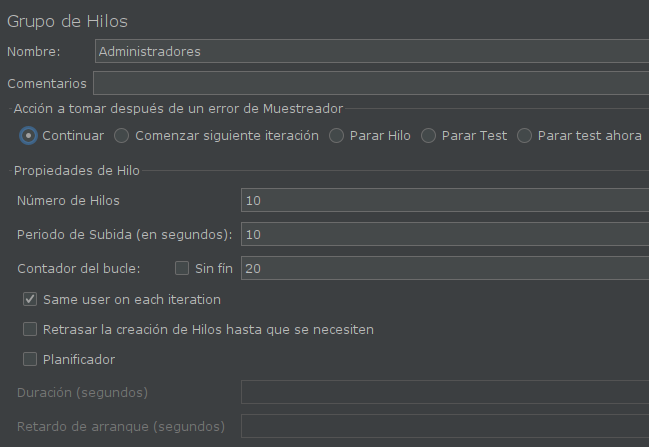 Grupo de Hilos
Nombre: Administradores
Comentarios
Acción a tomar después de un error de Muestreador
Continuar Comenzar siguiente iteración Parar Hilo Parar Test Parar test ahora
Propiedades de Hilo
Número de Hilos 10
Periodo de Subida (en segundos): 10
Contador del bucle: Sin fín 20
Same user on each iteration
Retrasar la creación de Hilos hasta que se necesiten
Planificador
Duración (segundos)
Retardo de arranque (segundos)